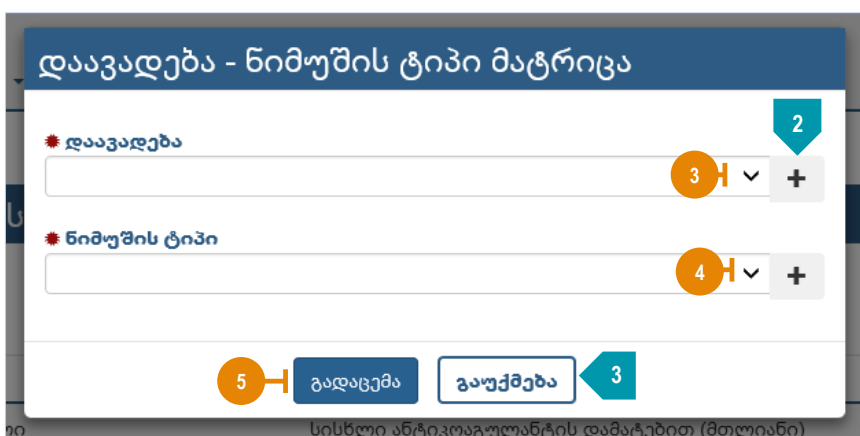 დაავადება - ნიმუშის ტიპი მატრიცა
2
✹ დაავადება
3
+
✹ ნიმუშის ტიპი
4
+
5 გადაცემა გაუქმება 3
სისხლი ანტიკოაგულანტის დამატებით (მთლიანი)